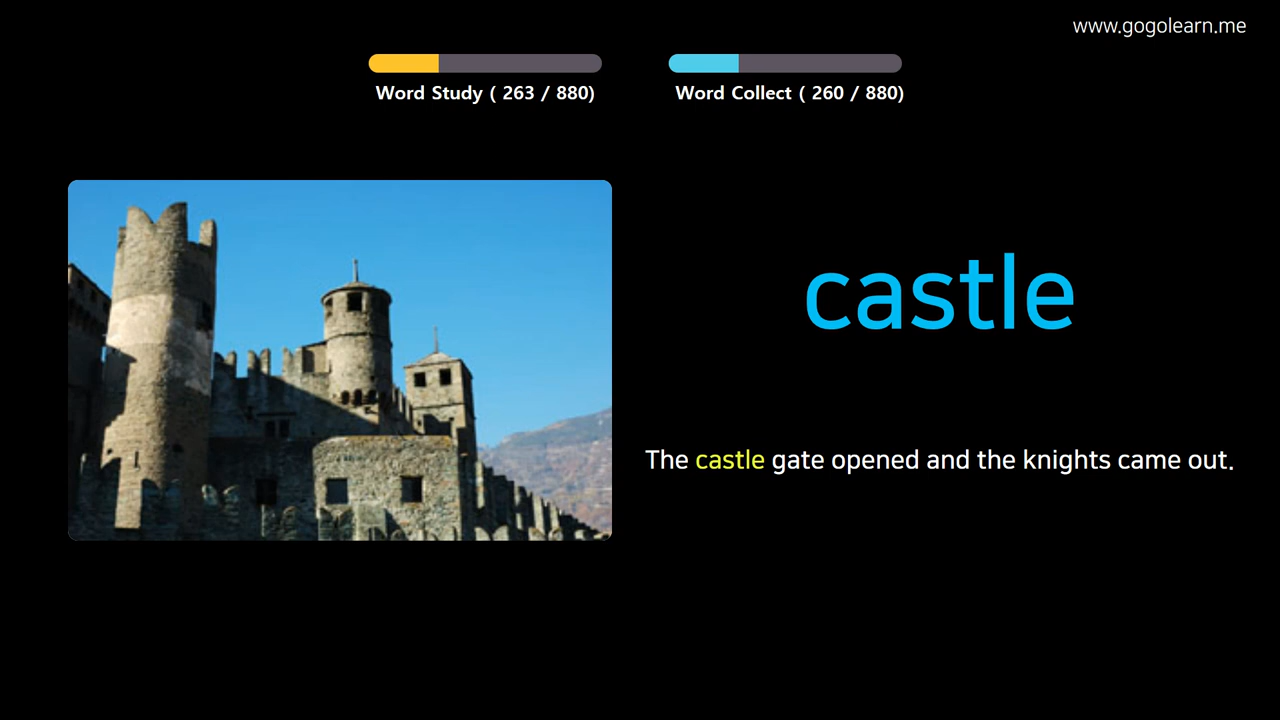 www.gogolearn.me
Word Study ( 263 / 880)
Word Collect ( 260 / 880)
castle
The castle gate opened and the knights came out.